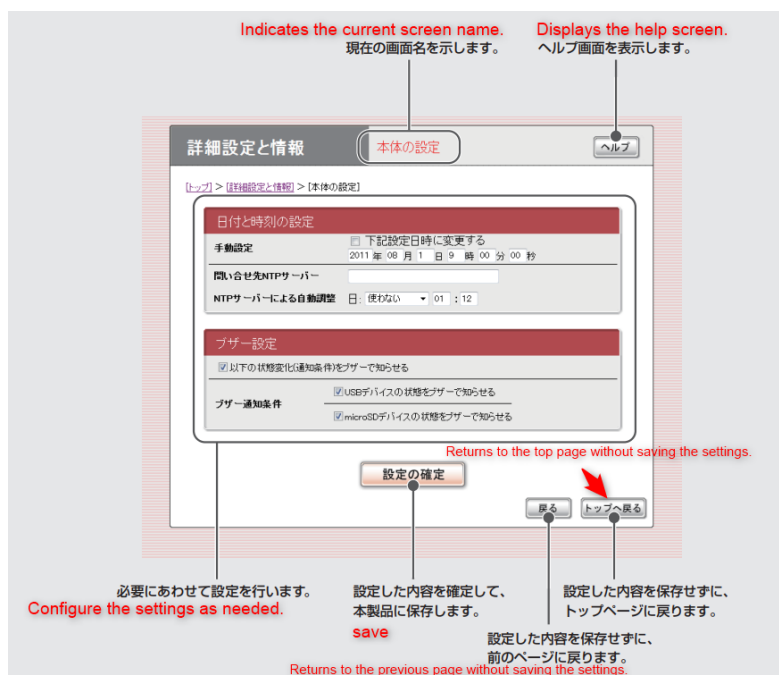 Indicates the current screen name.
現在の画面名を示します。
Displays the help screen.
ヘルプ画面を表示します。
詳細設定と情報
本体の設定
ヘルプ
[トップ] > [詳細設定と情報] > [本体の設定]
日付と時刻の設定
手動設定
下記設定日時に変更する
2011 年 08 月 1 日 9 時 00 分 00 秒
問い合せ先NTPサーバー
NTPサーバーによる自動調整 日: 使わない 01 : 12
ブザー設定
以下の状態変化(通知条件)をブザーで知らせる
ブザー通知条件
USBデバイスの状態をブザーで知らせる
microSDデバイスの状態をブザーで知らせる
Returns to the top page without saving the settings.
設定の確定
戻る
トップへ戻る
必要にあわせて設定を行います。
Configure the settings as needed.
設定した内容を確定して、
本製品に保存します。
save
設定した内容を保存せずに、
トップページに戻ります。
設定した内容を保存せずに、
前のページに戻ります。
Returns to the previous page without saving the settings.